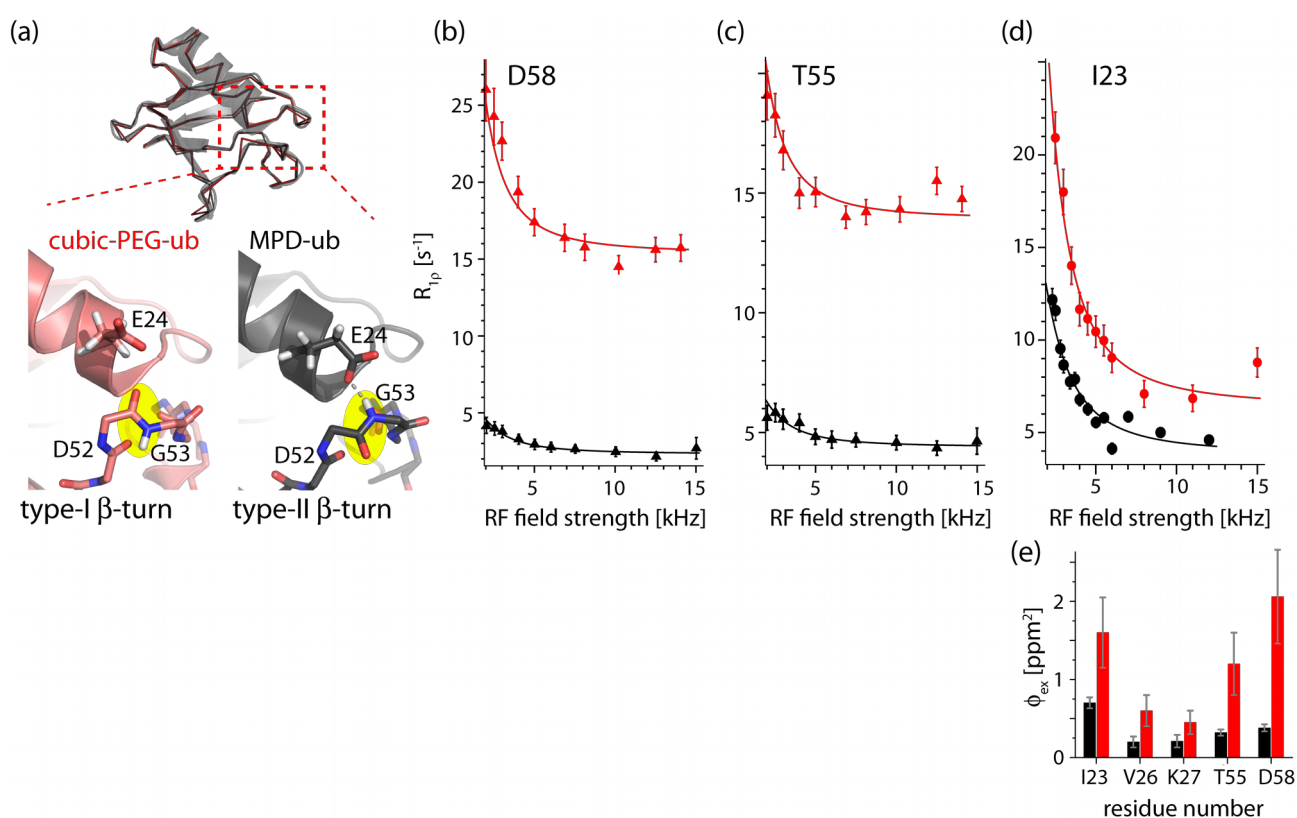 (a)
cubic-PEG-ub
MPD-ub
E24
E24
G53
D52
G53
D52
type-I β-turn
type-II β-turn
(b)
D58
R1ρ [s-1]
25
20
15
10
5
5
10
15
RF field strength [kHz]
(c)
T55
15
10
5
5
10
15
RF field strength [kHz]
(d)
I23
20
15
10
5
5
10
15
RF field strength [kHz]
(e)
ϕex [ppm2]
2
1
0
I23 V26 K27 T55 D58
residue number